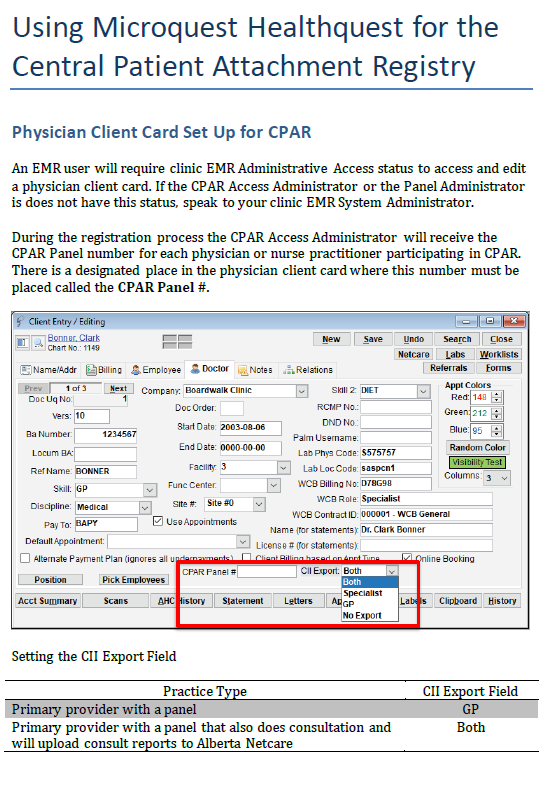 Using Microquest Healthquest for the
Central Patient Attachment Registry
Physician Client Card Set Up for CPAR
An EMR user will require clinic EMR Administrative Access status to access and edit
a physician client card. If the CPAR Access Administrator or the Panel Administrator
is does not have this status, speak to your clinic EMR System Administrator.
During the registration process the CPAR Access Administrator will receive the
CPAR Panel number for each physician or nurse practitioner participating in CPAR.
There is a designated place in the physician client card where this number must be
placed called the CPAR Panel #.
Client Entry / Editing
Bonner, Clark
Chart No.: 1149
New Save Undo Search Close
Netcare Labs Worklists
Referrals Forms
Name/Addr Billing Employee Doctor Notes Relations
Prev 1 of 3 Next Company: Boardwalk Clinic Skill 2: DIET Appt Colors
Doc Uq No: 1 Doc Order: RCMP No.: Red: 148
Vers: 10 Start Date: 2003-08-06 DND No.: Green: 212
Palm Username: Blue: 95
Ba Number: 1234567 End Date: 0000-00-00 Lab Phys Code: S575757 Random Color
Locum BA: Facility: 3 Lab Loc Code: saspcn1 Visibility Test
Ref Name: BONNER Func Center: WCB Billing No: D78G98 Columns: 3
Skill: GP Site #: Site #0 WCB Role: Specialist
Discipline: Medical Use Appointments WCB Contract ID: 000001 - WCB General
Pay To: BAPY Name (for statements): Dr. Clark Bonner
Default Appointment: License # (for statements):
Alternate Payment Plan (ignores all underpayments) Client Billing based on Appt Type Online Booking
Position Pick Employees CPAR Panel # CII Export: Both
Both
Specialist
GP
No Export
Acct Summary Scans AHC History Statement Letters Ap Labels Clipboard History
Setting the CII Export Field
Practice Type CII Export Field
Primary provider with a panel GP
Primary provider with a panel that also does consultation and Both
will upload consult reports to Alberta Netcare